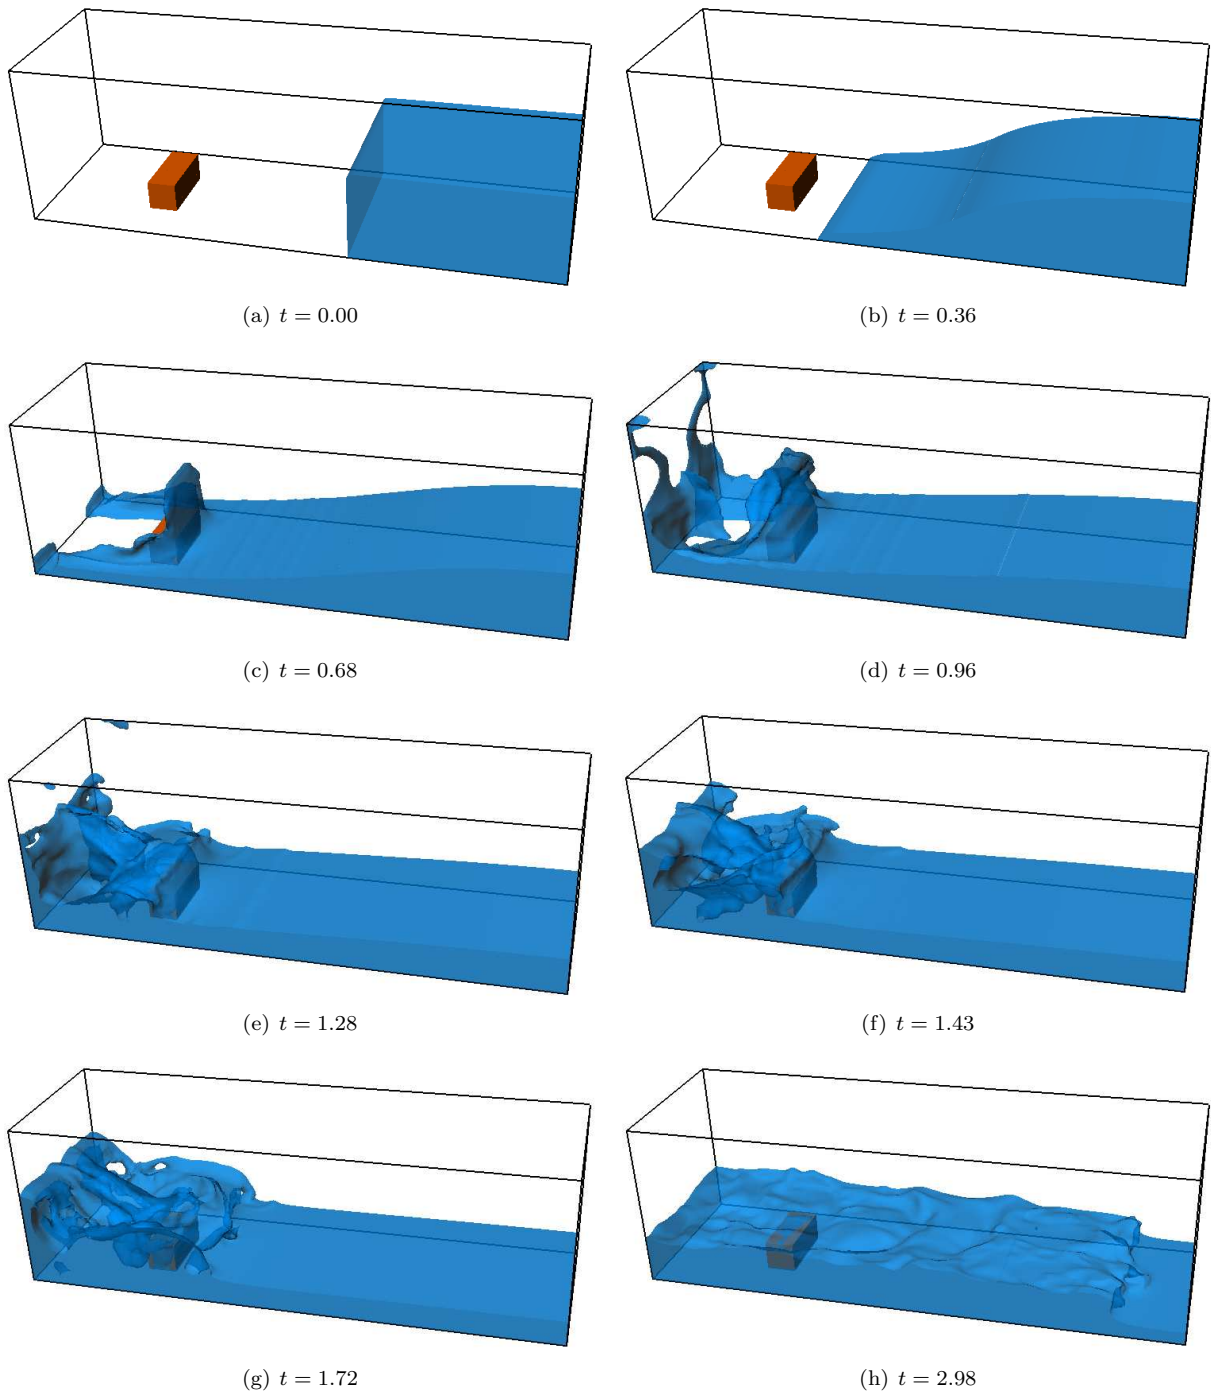 (a) t = 0.00
(b) t = 0.36
(c) t = 0.68
(d) t = 0.96
(e) t = 1.28
(f) t = 1.43
(g) t = 1.72
(h) t = 2.98